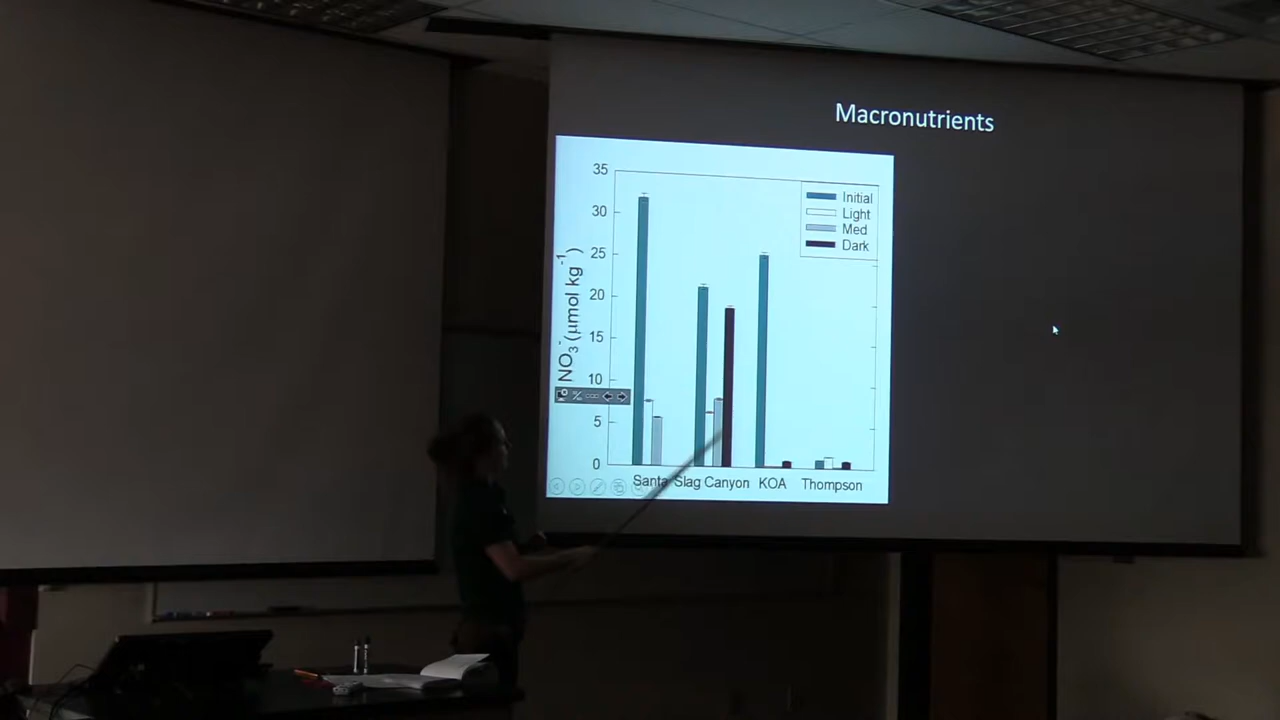 Macronutrients
35
30
25
20
15
10
5
0
NO3- (μmol kg-1)
Initial
Light
Med
Dark
Santa Slag Canyon KOA Thompson